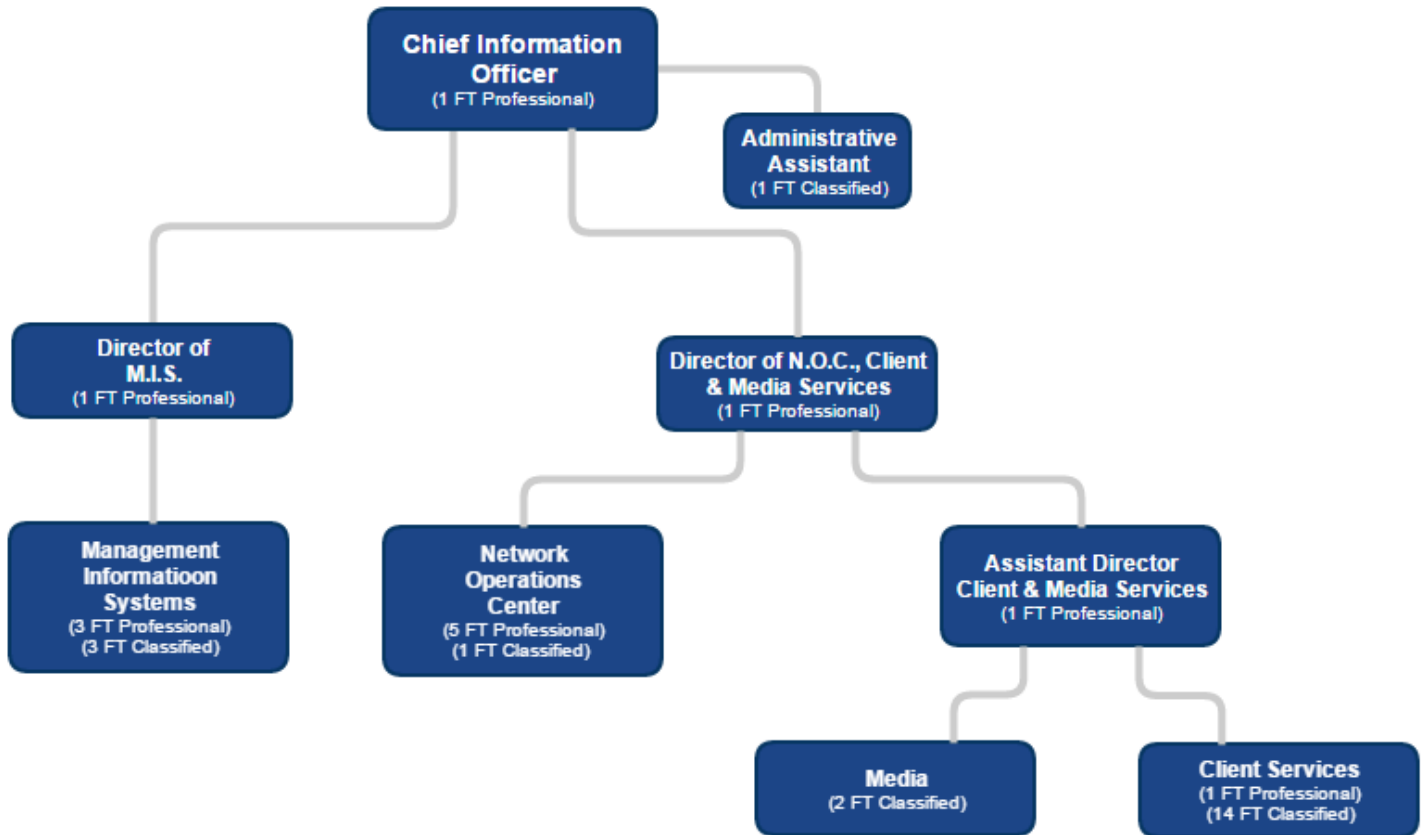 Chief Information
Officer
(1 FT Professional)
Administrative
Assistant
(1 FT Classified)
Director of
M.I.S.
(1 FT Professional)
Director of N.O.C., Client
& Media Services
(1 FT Professional)
Management
Informatioon
Systems
(3 FT Professional)
(3 FT Classified)
Network
Operations
Center
(5 FT Professional)
(1 FT Classified)
Assistant Director
Client & Media Services
(1 FT Professional)
Media
(2 FT Classified)
Client Services
(1 FT Professional)
(14 FT Classified)